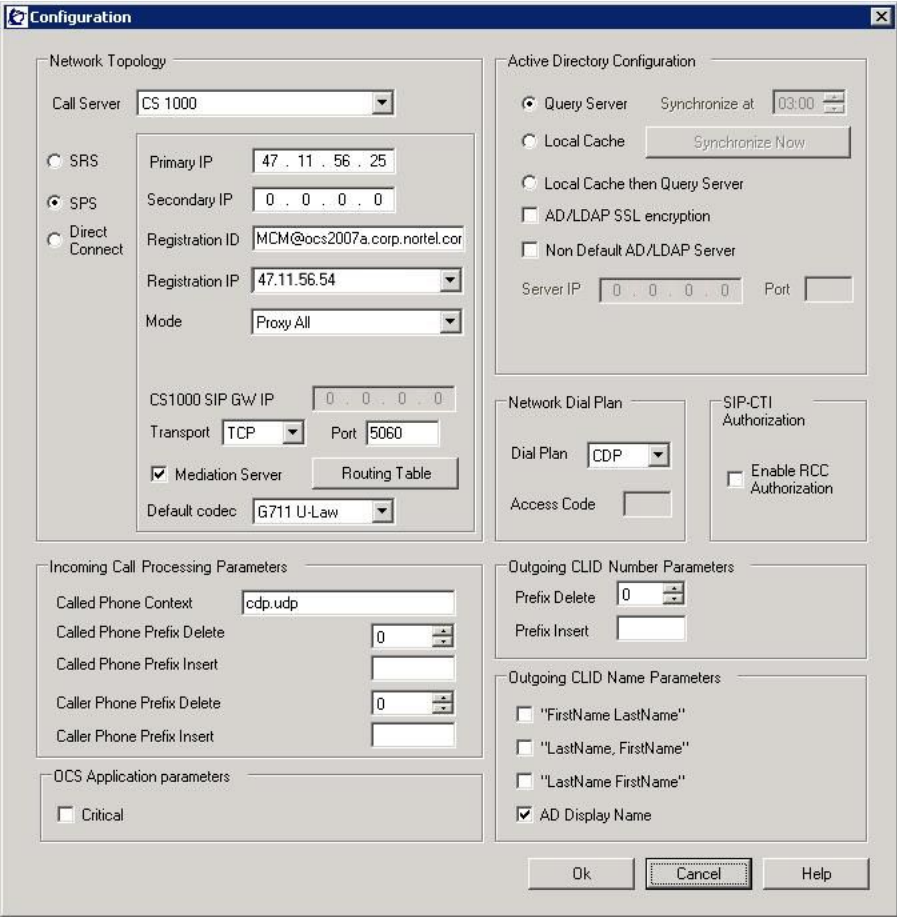 Configuration
Network Topology
Call Server CS 1000
SRS
SPS
Direct
Connect
Primary IP 47 . 11 . 56 . 25
Secondary IP 0 . 0 . 0 . 0
Registration ID MCM@ocs2007a.corp.nortel.cor
Registration IP 47.11.56.54
Mode Proxy All
CS1000 SIP GW IP 0 . 0 . 0 . 0
Transport TCP Port 5060
Mediation Server Routing Table
Default codec G711 U-Law
Active Directory Configuration
Query Server Synchronize at 03:00
Local Cache Synchronize Now
Local Cache then Query Server
AD/LDAP SSL encryption
Non Default AD/LDAP Server
Server IP 0 . 0 . 0 . 0 Port
Network Dial Plan
Dial Plan CDP
Access Code
SIP-CTI
Authorization
Enable RCC
Authorization
Incoming Call Processing Parameters
Called Phone Context cdp.udp
Called Phone Prefix Delete 0
Called Phone Prefix Insert
Caller Phone Prefix Delete 0
Caller Phone Prefix Insert
Outgoing CLID Number Parameters
Prefix Delete 0
Prefix Insert
Outgoing CLID Name Parameters
"FirstName LastName"
"LastName, FirstName"
"LastName FirstName"
AD Display Name
OCS Application parameters
Critical
Ok Cancel Help